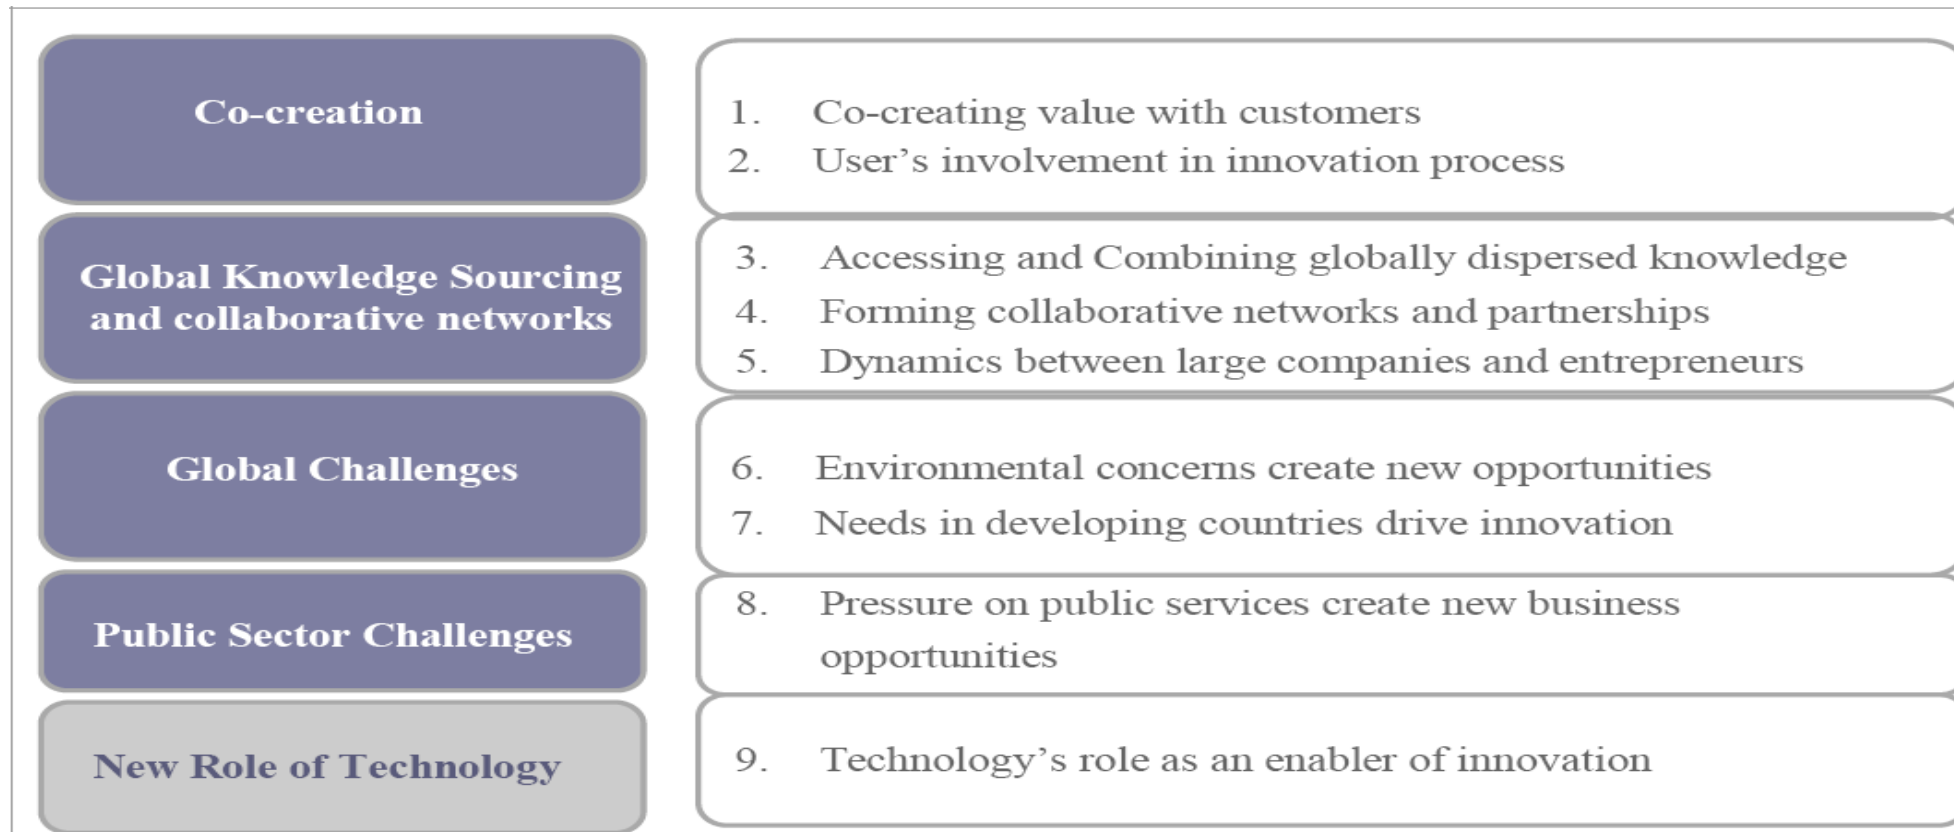 Co-creation
1. Co-creating value with customers
2. User’s involvement in innovation process
Global Knowledge Sourcing
and collaborative networks
3. Accessing and Combining globally dispersed knowledge
4. Forming collaborative networks and partnerships
5. Dynamics between large companies and entrepreneurs
Global Challenges
6. Environmental concerns create new opportunities
7. Needs in developing countries drive innovation
Public Sector Challenges
8. Pressure on public services create new business
opportunities
New Role of Technology
9. Technology’s role as an enabler of innovation